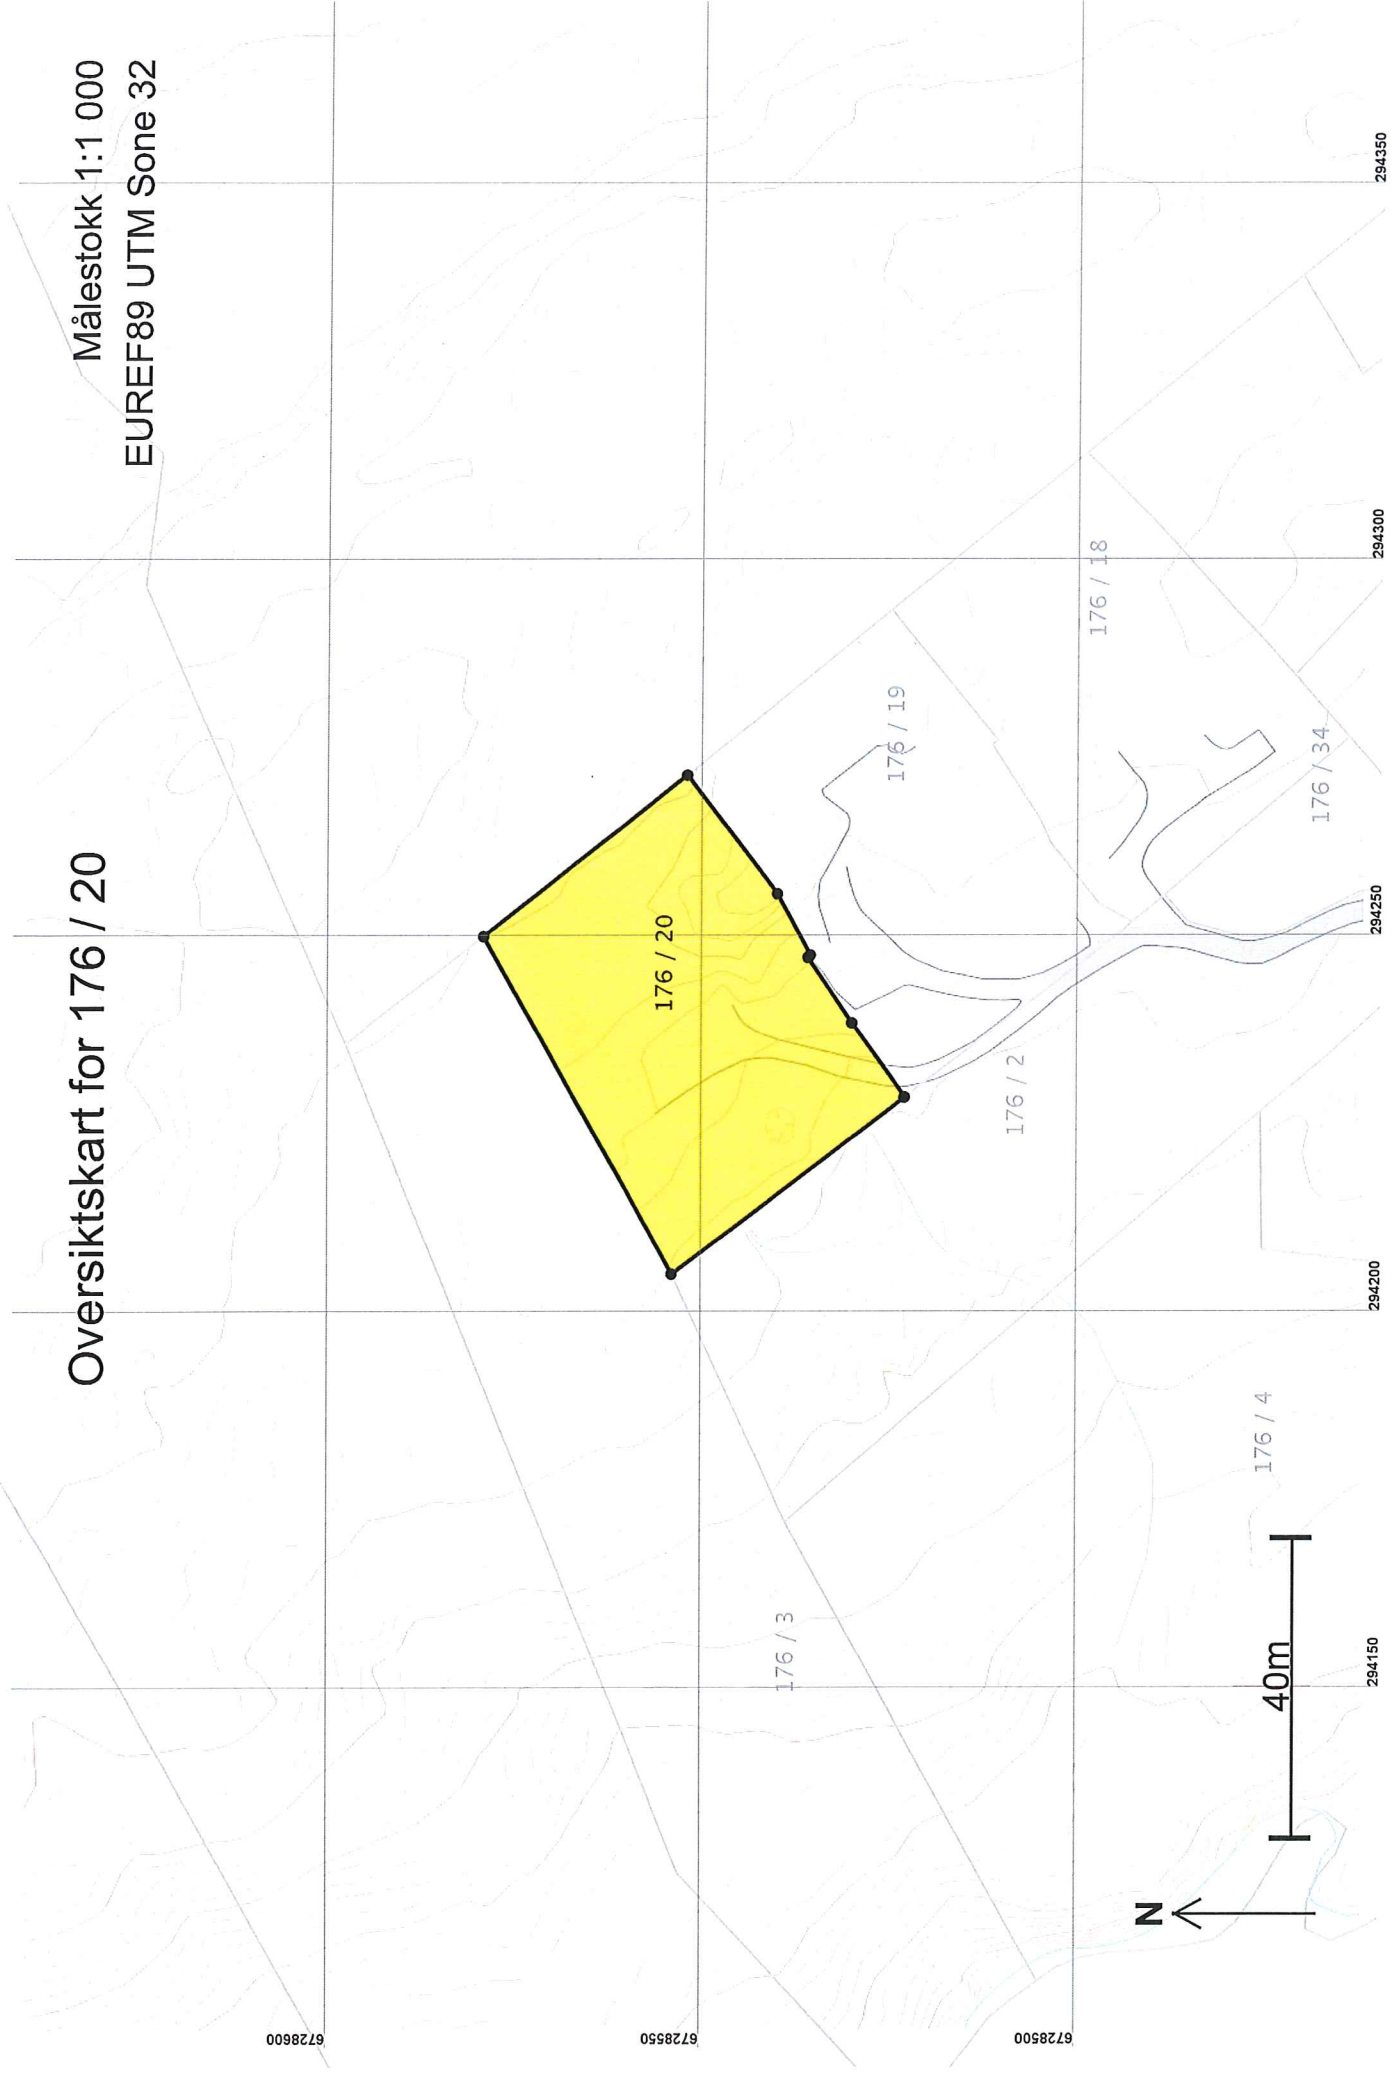 Oversiktskart for 176 / 20
Målestokk 1:1 000
EUREF89 UTM Sone 32
6728600
6728550
6728500
176 / 20
176 / 19
176 / 18
176 / 2
176 / 34
176 / 3
176 / 4
N
40m
294150
294200
294250
294300
294350